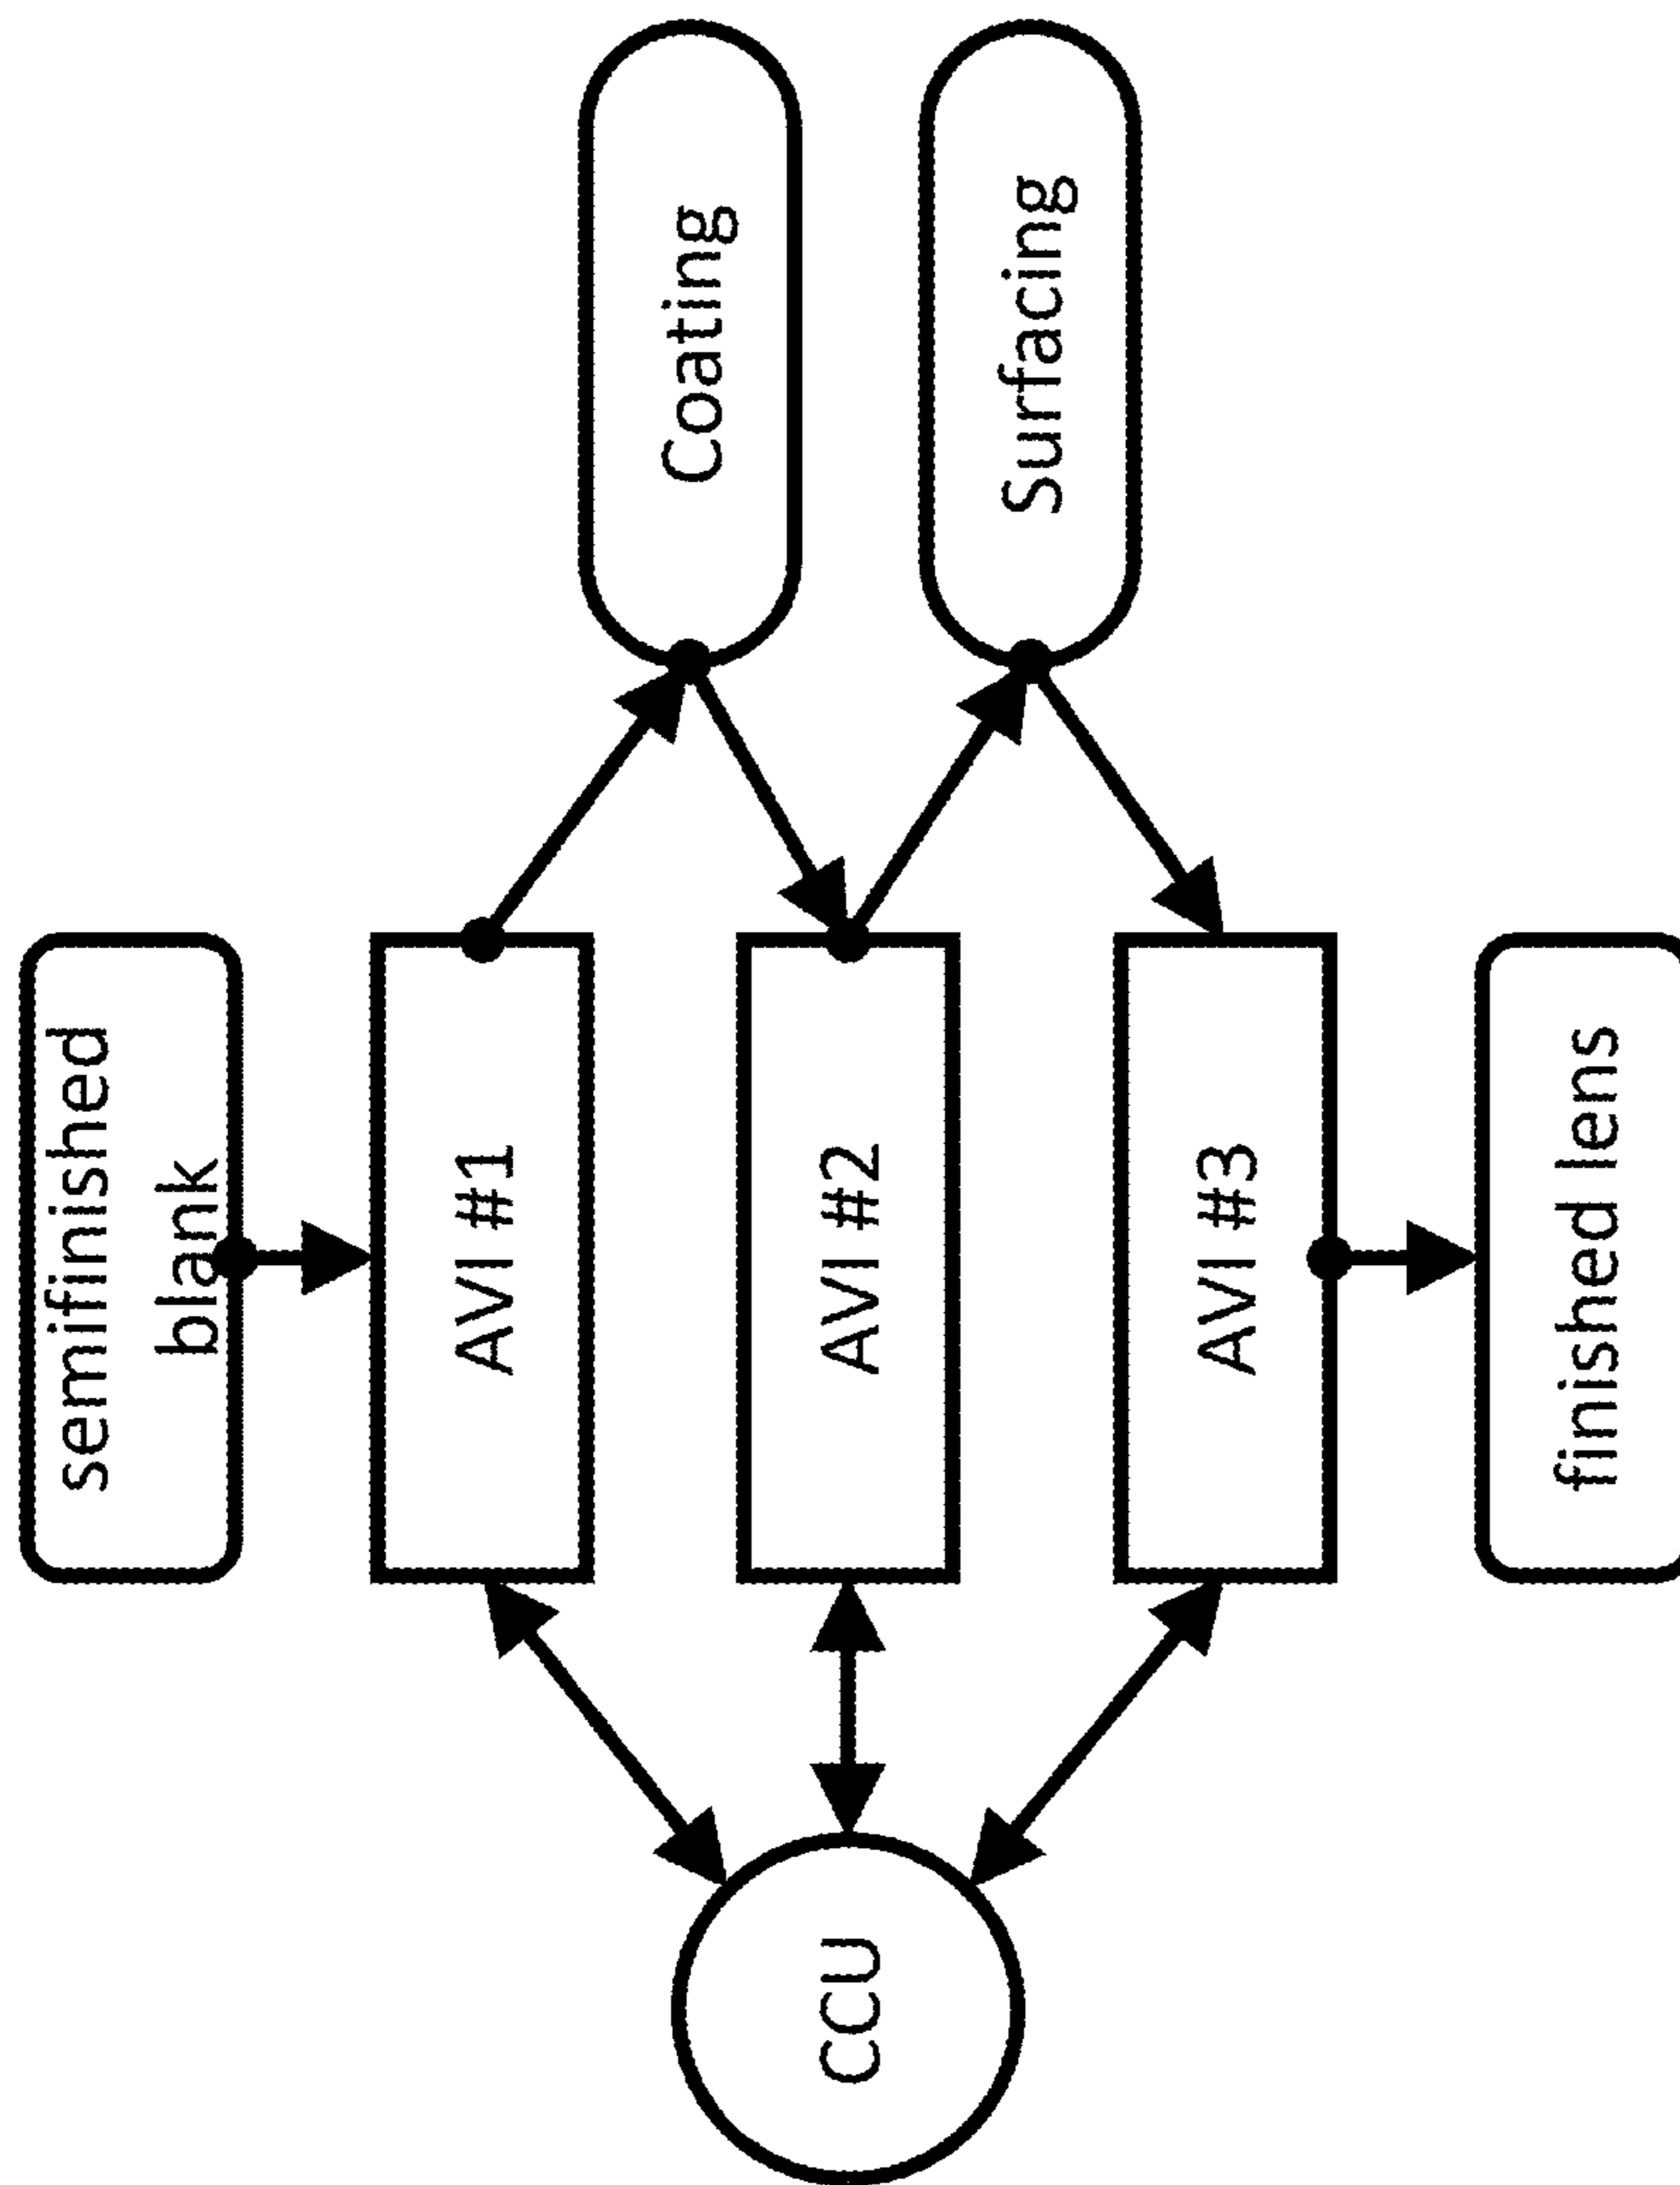 semifinished
blank
AVI #1
Coating
AVI #2
Surfacing
AVI #3
finished lens
CCU